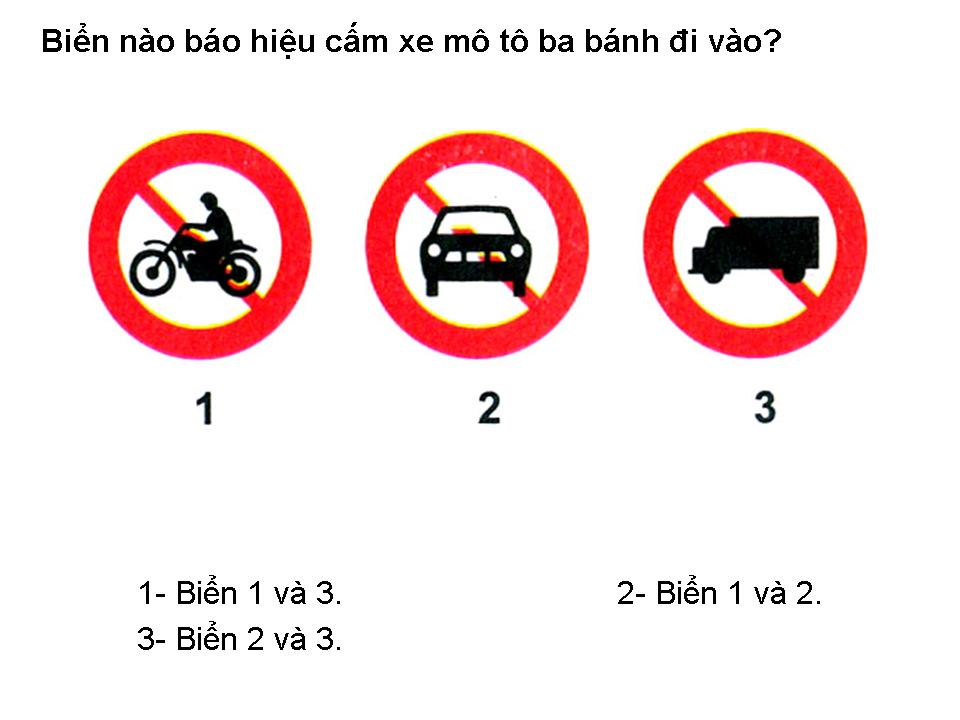 Biển nào báo hiệu cấm xe mô tô ba bánh đi vào?
1 2 3
1- Biển 1 và 3. 2- Biển 1 và 2.
3- Biển 2 và 3.